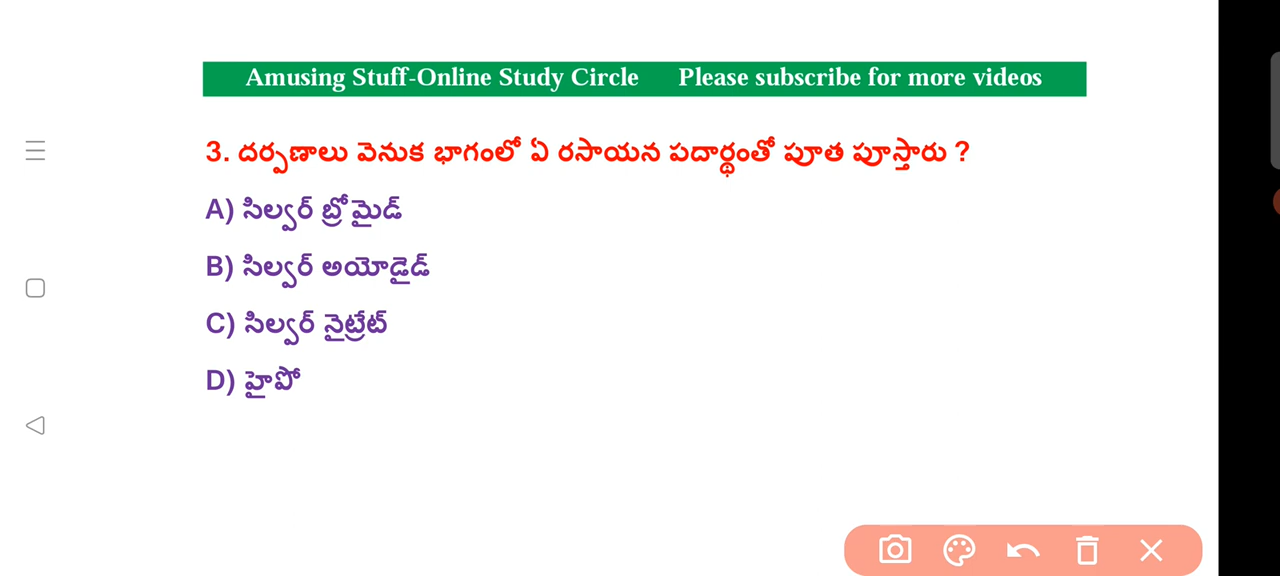 Amusing Stuff-Online Study Circle Please subscribe for more videos
3. దర్పణాలు వెనుక భాగంలో ఏ రసాయన పదార్థంతో పూత పూస్తారు ?
A) సిల్వర్ బ్రోమైడ్
B) సిల్వర్ అయోడైడ్
C) సిల్వర్ నైట్రేట్
D) హైపో